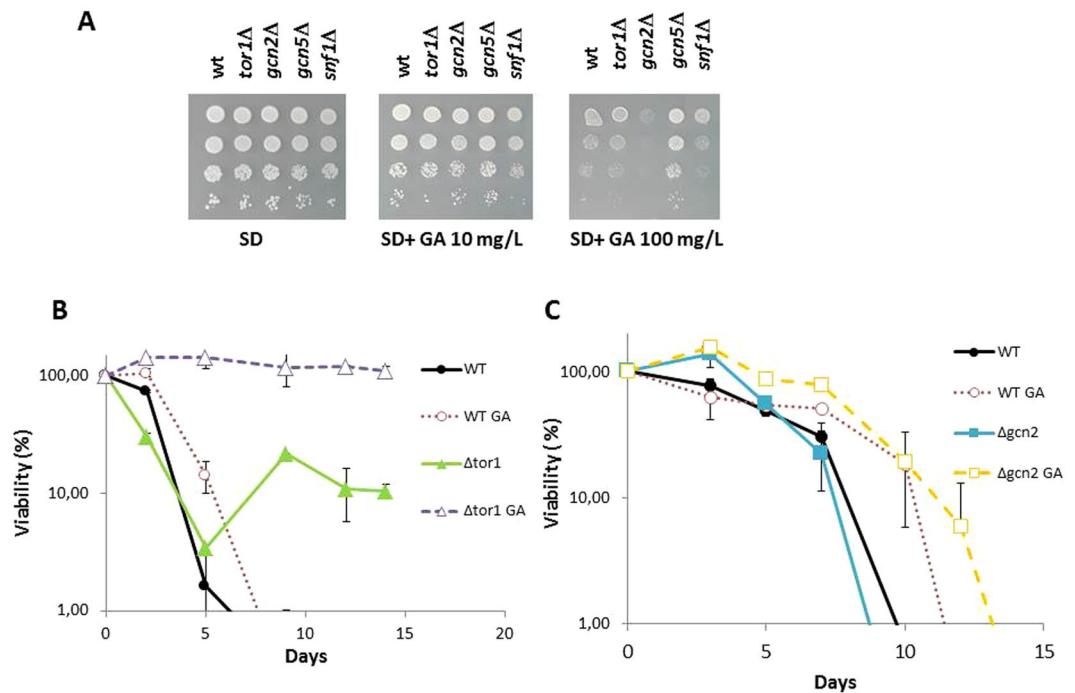 A
wt tor1Δ gcn2Δ gcn5Δ snf1Δ
wt tor1Δ gcn2Δ gcn5Δ snf1Δ
wt tor1Δ gcn2Δ gcn5Δ snf1Δ
SD
SD+ GA 10 mg/L
SD+ GA 100 mg/L
B
Viability (%)
100,00
10,00
1,00
0 5 10 15 20
Days
WT
WT GA
Δtor1
Δtor1 GA
C
Viability (%)
100,00
10,00
1,00
0 5 10 15
Days
WT
WT GA
Δgcn2
Δgcn2 GA